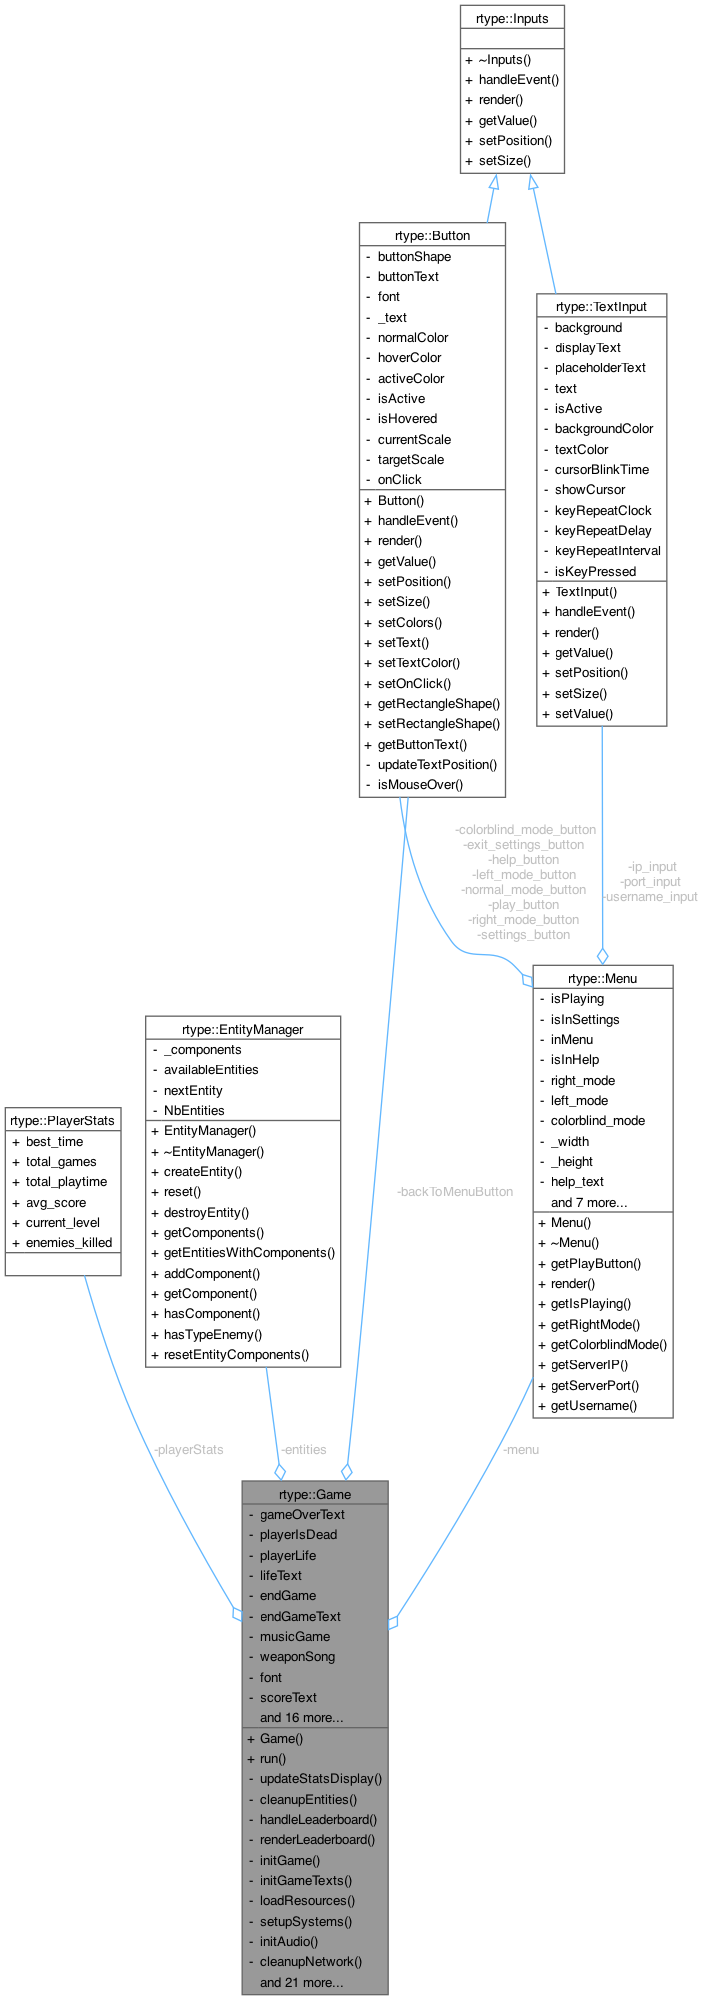 rtype::Inputs
+ ~Inputs()
+ handleEvent()
+ render()
+ getValue()
+ setPosition()
+ setSize()
rtype::Button
- buttonShape
- buttonText
- font
- _text
- normalColor
- hoverColor
- activeColor
- isActive
- isHovered
- currentScale
- targetScale
- onClick
+ Button()
+ handleEvent()
+ render()
+ getValue()
+ setPosition()
+ setSize()
+ setColors()
+ setText()
+ setTextColor()
+ setOnClick()
+ getRectangleShape()
+ setRectangleShape()
+ getButtonText()
- updateTextPosition()
- isMouseOver()
rtype::TextInput
- background
- displayText
- placeholderText
- text
- isActive
- backgroundColor
- textColor
- cursorBlinkTime
- showCursor
- keyRepeatClock
- keyRepeatDelay
- keyRepeatInterval
- isKeyPressed
+ TextInput()
+ handleEvent()
+ render()
+ getValue()
+ setPosition()
+ setSize()
+ setValue()
-colorblind_mode_button
-exit_settings_button
-help_button
-left_mode_button
-normal_mode_button
-play_button
-right_mode_button
-settings_button
-ip_input
-port_input
-username_input
rtype::Menu
- isPlaying
- isInSettings
- inMenu
- isInHelp
- right_mode
- left_mode
- colorblind_mode
- _width
- _height
- help_text
and 7 more...
+ Menu()
+ ~Menu()
+ getPlayButton()
+ render()
+ getIsPlaying()
+ getRightMode()
+ getColorblindMode()
+ getServerIP()
+ getServerPort()
+ getUsername()
rtype::EntityManager
- _components
- availableEntities
- nextEntity
- NbEntities
+ EntityManager()
+ ~EntityManager()
+ createEntity()
+ reset()
+ destroyEntity()
+ getComponents()
+ getEntitiesWithComponents()
+ addComponent()
+ getComponent()
+ hasComponent()
+ hasTypeEnemy()
+ resetEntityComponents()
rtype::PlayerStats
+ best_time
+ total_games
+ total_playtime
+ avg_score
+ current_level
+ enemies_killed
-backToMenuButton
-playerStats
-entities
-menu
rtype::Game
- gameOverText
- playerIsDead
- playerLife
- lifeText
- endGame
- endGameText
- musicGame
- weaponSong
- font
- scoreText
and 16 more...
+ Game()
+ run()
- updateStatsDisplay()
- cleanupEntities()
- handleLeaderboard()
- renderLeaderboard()
- initGame()
- initGameTexts()
- loadResources()
- setupSystems()
- initAudio()
- cleanupNetwork()
and 21 more...